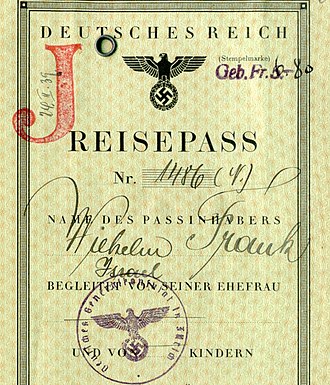 DEUTSCHES REICH
J
(Stempelmarke)
Geb. Fr.
REISEPASS
Nr. 1486 (V.)
NAME DES PASSINHABERS
Wilhelm Frank
Israel
BEGLEITET VON SEINER EHEFRAU
UND VON KINDERN